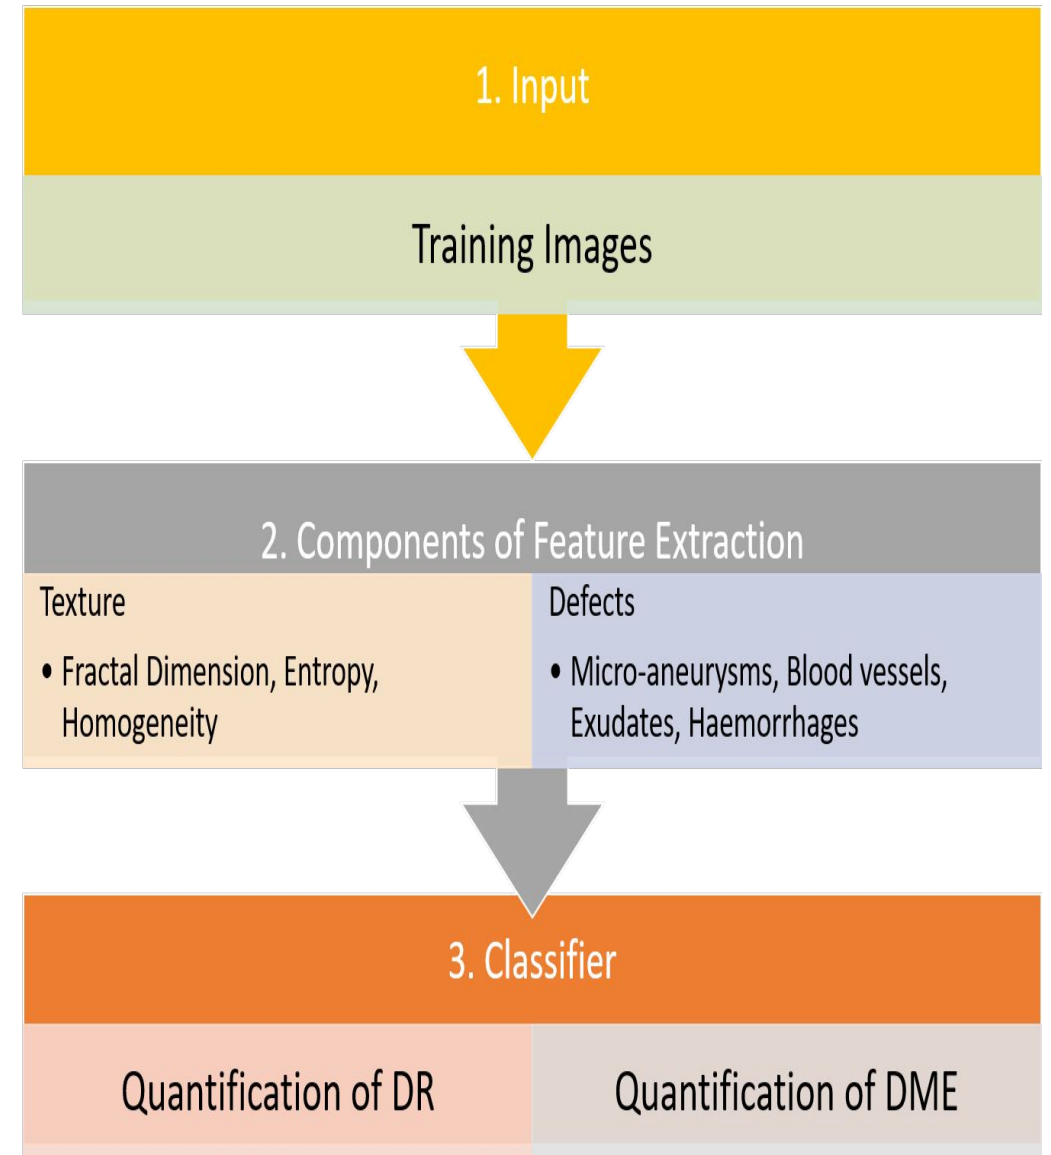 1. Input
Training Images
2. Components of Feature Extraction
Texture
• Fractal Dimension, Entropy,
Homogeneity
Defects
• Micro-aneurysms, Blood vessels,
Exudates, Haemorrhages
3. Classifier
Quantification of DR
Quantification of DME